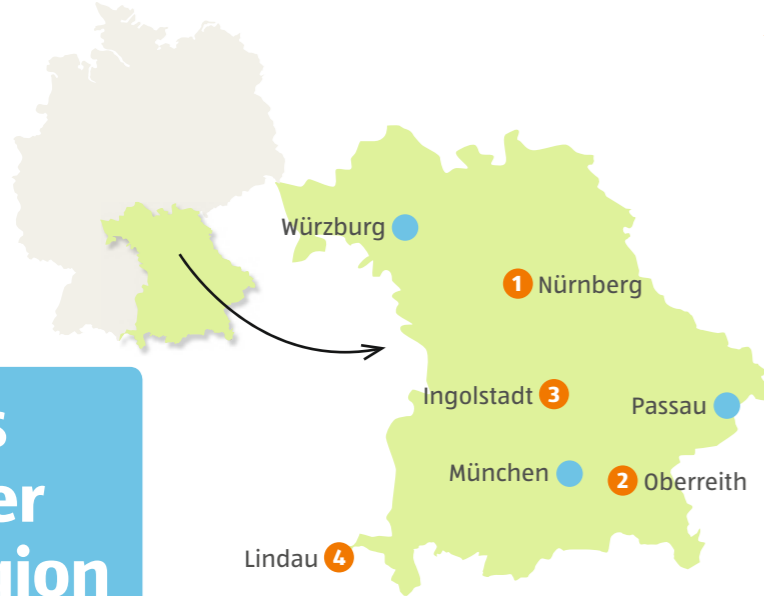 Würzburg
1 Nürnberg
Ingolstadt 3
Passau
München
2 Oberreith
Lindau 4